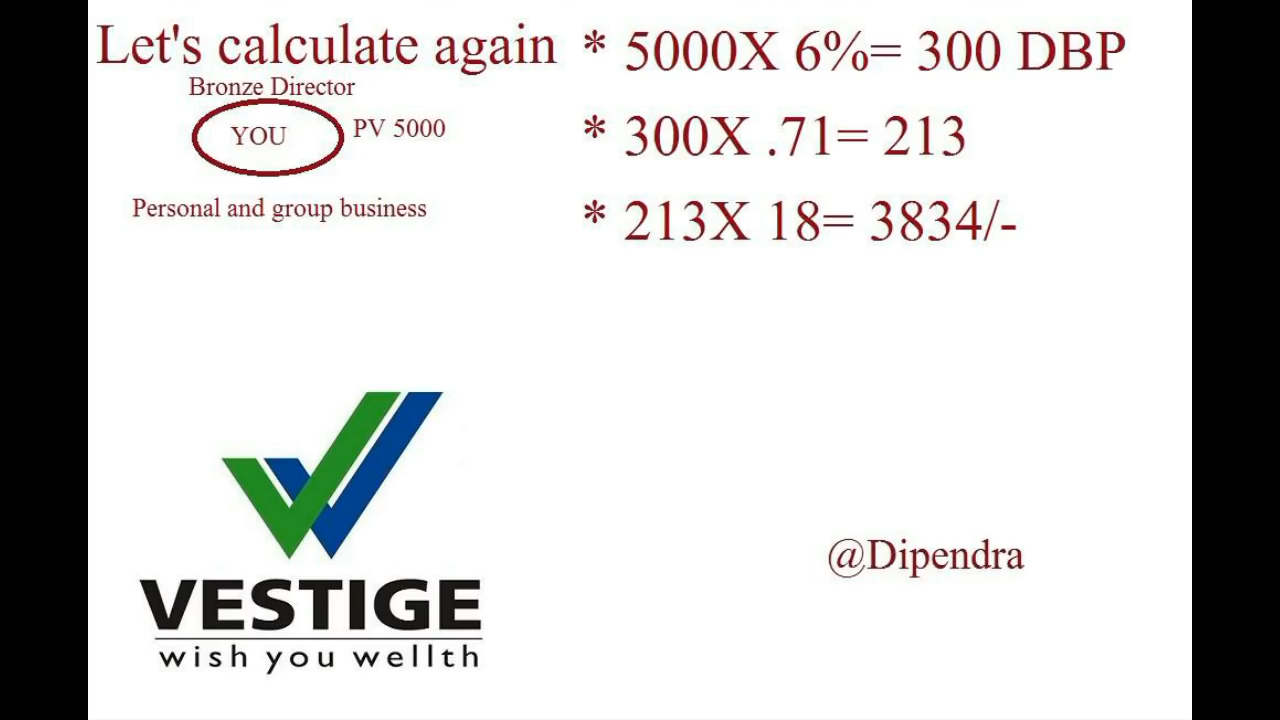 Let's calculate again
Bronze Director
YOU
PV 5000
Personal and group business
* 5000X 6%= 300 DBP
* 300X .71= 213
* 213X 18= 3834/-
VESTIGE
wish you wellth
@Dipendra